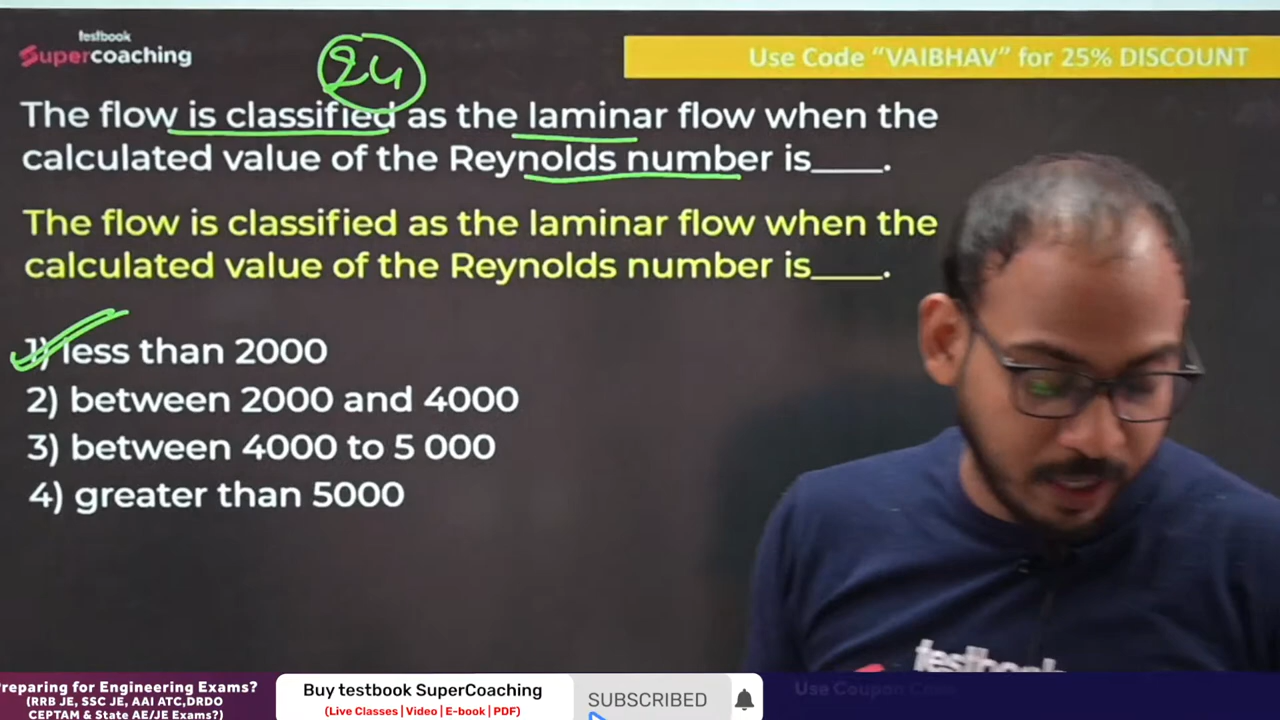 testbook
Supercoaching
24
Use Code “VAIBHAV” for 25% DISCOUNT
The flow is classified as the laminar flow when the
calculated value of the Reynolds number is____.
The flow is classified as the laminar flow when the
calculated value of the Reynolds number is____.
1) less than 2000
2) between 2000 and 4000
3) between 4000 to 5 000
4) greater than 5000
testbook
Preparing for Engineering Exams?
(RRB JE, SSC JE, AAI ATC,DRDO
CEPTAM & State AE/JE Exams?)
Buy testbook SuperCoaching
(Live Classes | Video | E-book | PDF)
SUBSCRIBED
Use Coupon Code